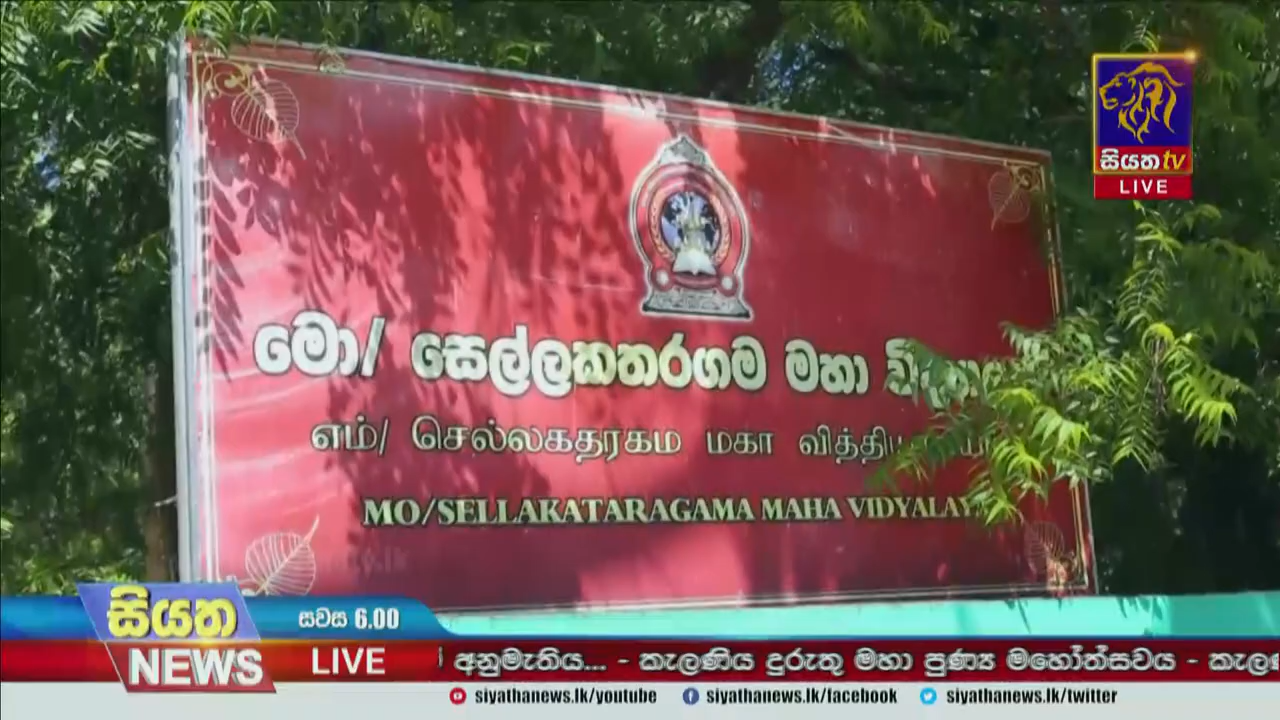 සියත tv
LIVE
මො/ සෙල්ලකතරගම මහා
எம்/ செல்லகதரகம மகா
MO/SELLAKATARAGAMA MAHA
සියත
NEWS
සවස 6.00
LIVE
අනුමැතිය... - කැලණිය දුරුතු මහා පුණ්‍ය මහෝත්සවය -
siyathanews.lk/youtube
siyathanews.lk/facebook
siyathanews.lk/twitter